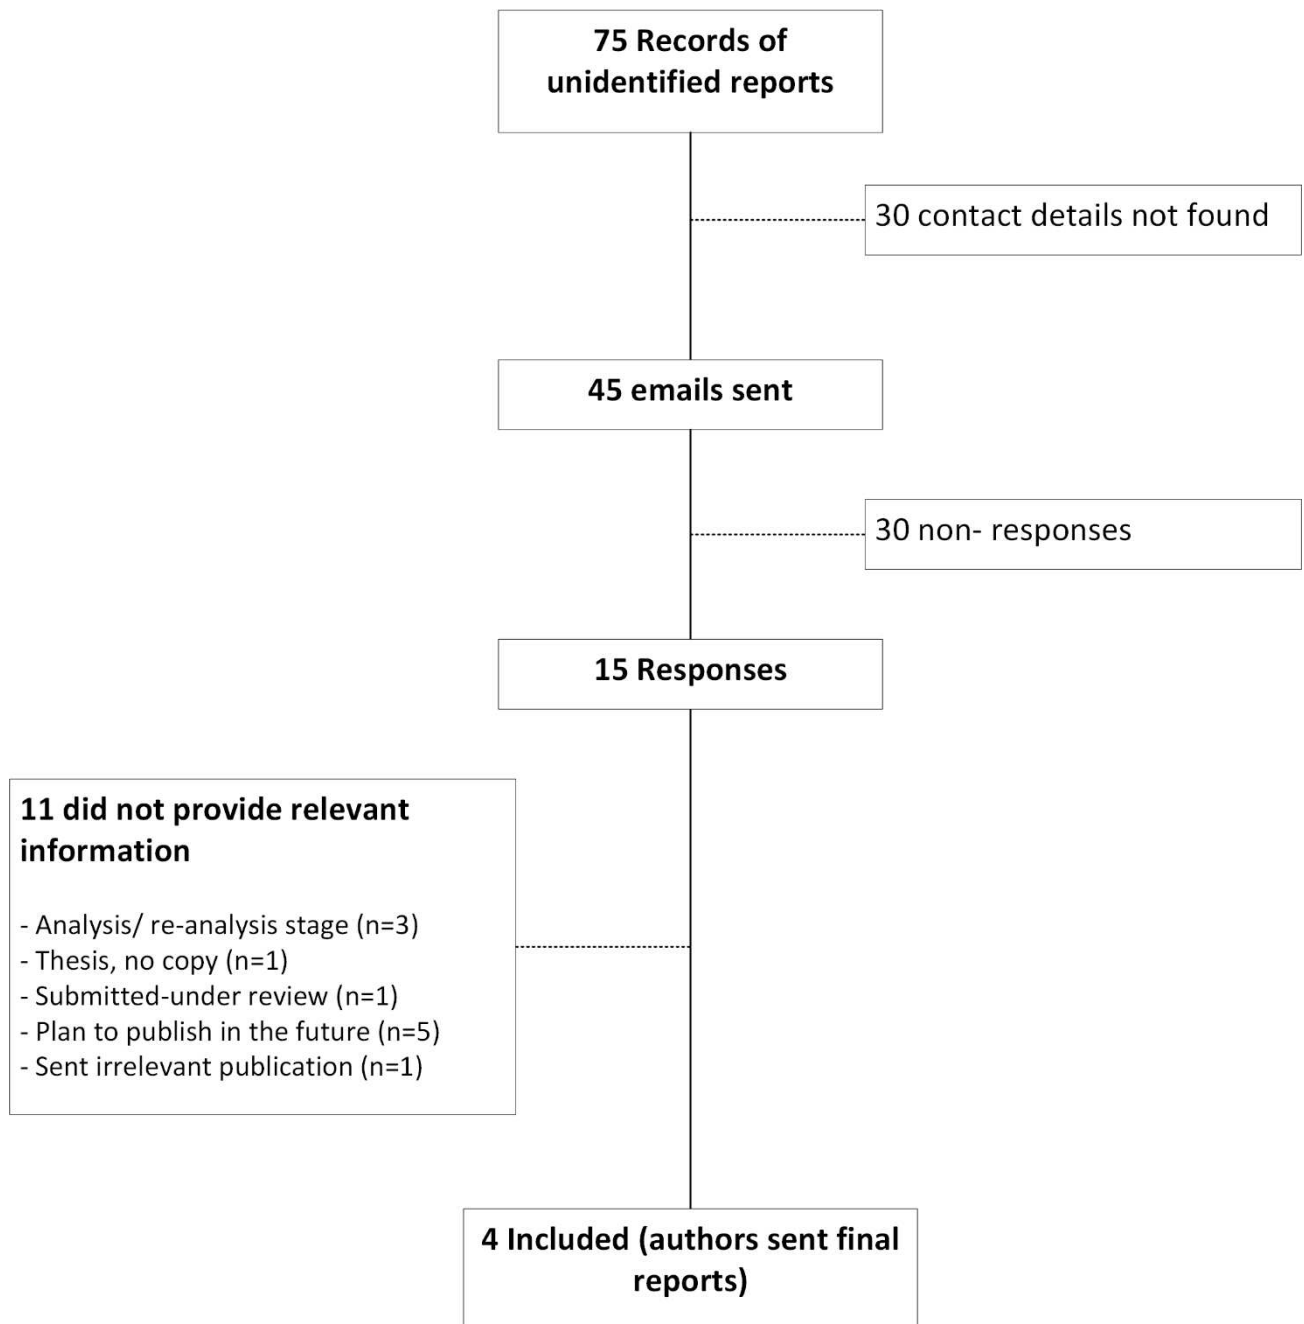 75 Records of
unidentified reports
30 contact details not found
45 emails sent
30 non- responses
15 Responses
11 did not provide relevant
information
- Analysis/ re-analysis stage (n=3)
- Thesis, no copy (n=1)
- Submitted-under review (n=1)
- Plan to publish in the future (n=5)
- Sent irrelevant publication (n=1)
4 Included (authors sent final
reports)